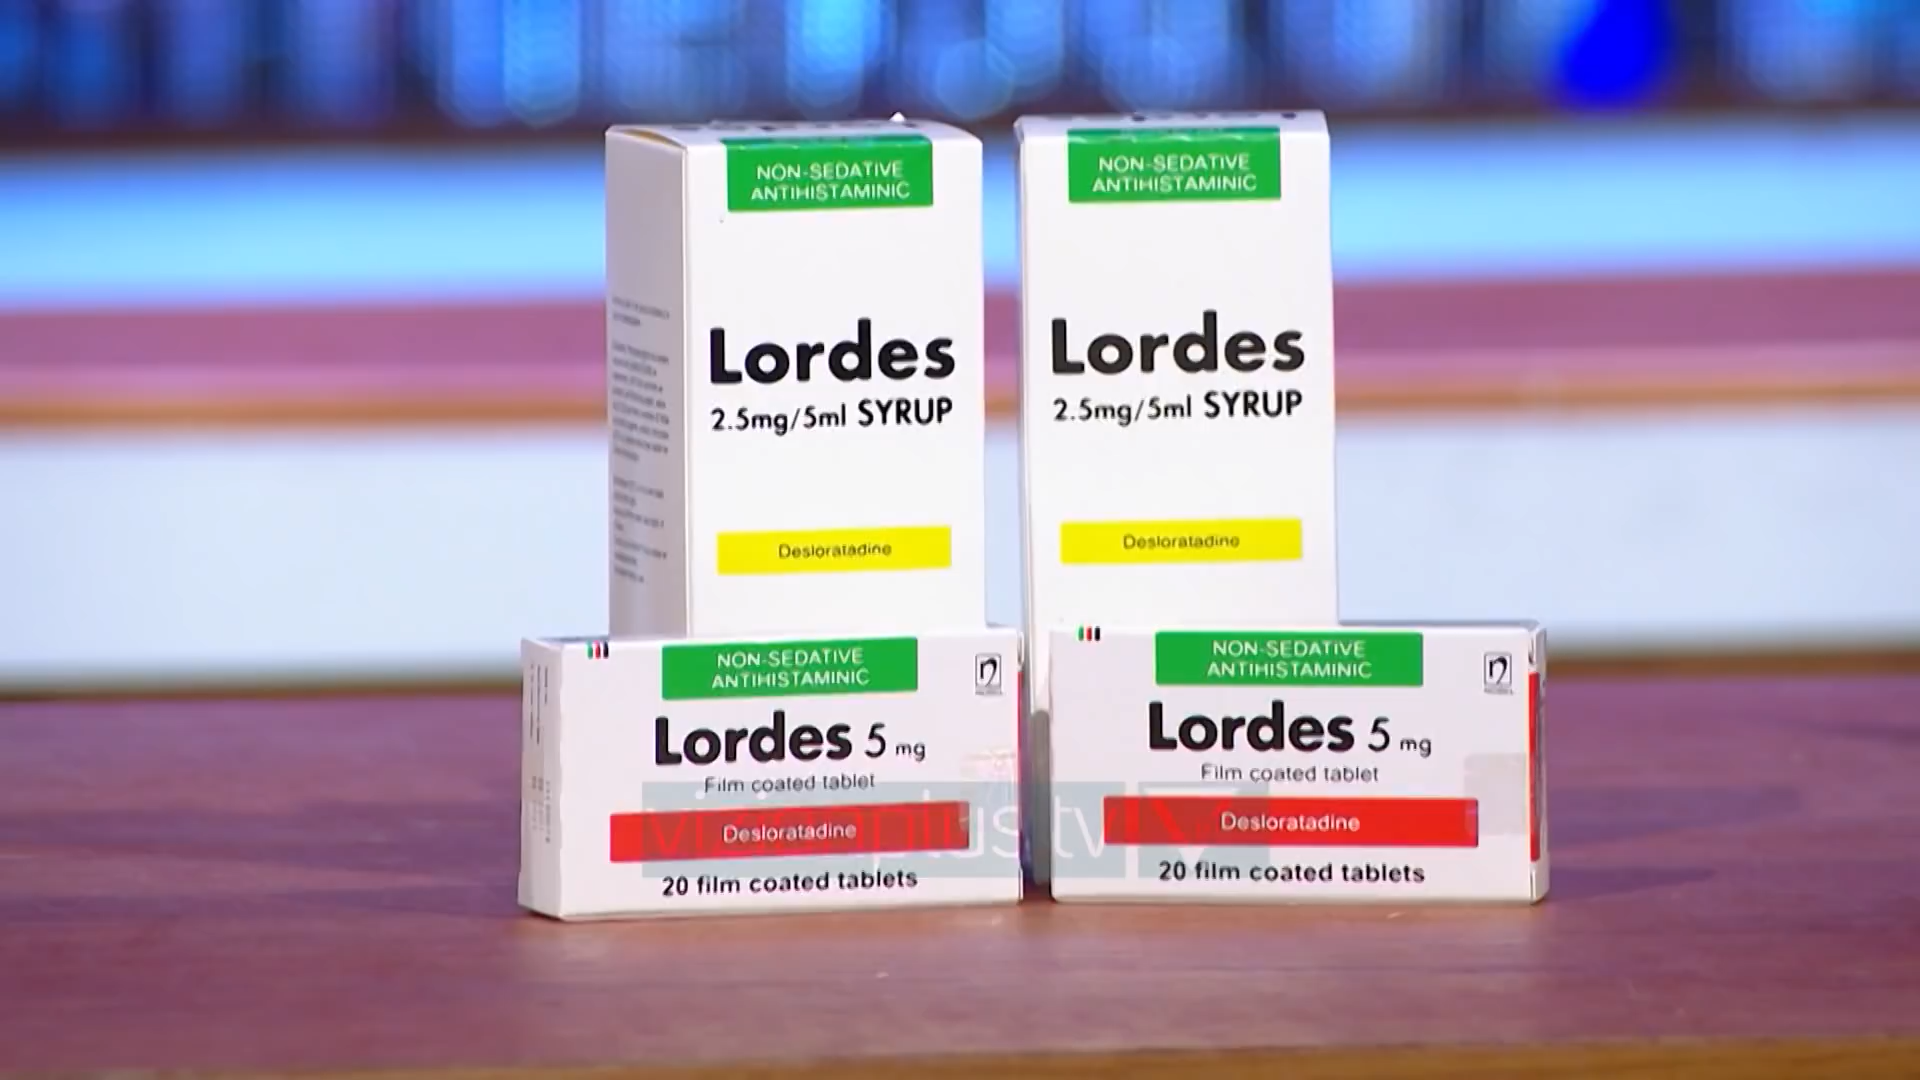 NON-SEDATIVE
ANTIHISTAMINIC
Lordes
2.5mg/5ml SYRUP
Desloratadine
NON-SEDATIVE
ANTIHISTAMINIC
Lordes
2.5mg/5ml SYRUP
Desloratadine
NON-SEDATIVE
ANTIHISTAMINIC
Lordes 5 mg
Film coated tablet
Desloratadine
20 film coated tablets
NON-SEDATIVE
ANTIHISTAMINIC
Lordes 5 mg
Film coated tablet
Desloratadine
20 film coated tablets
vizionplus.tv